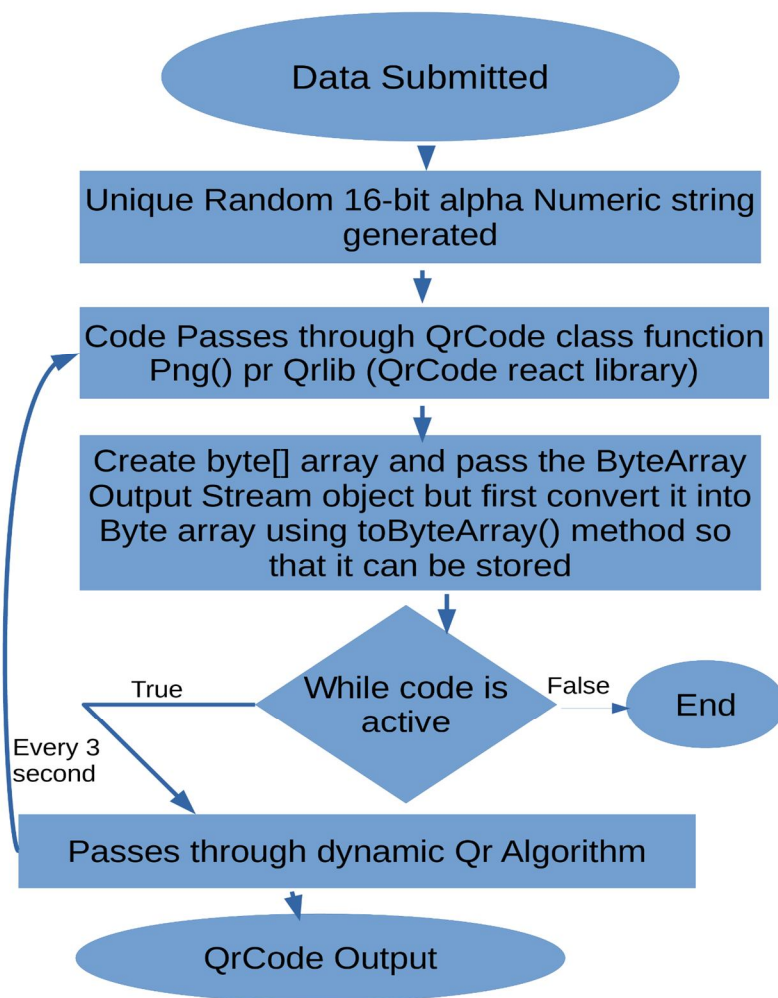 Data Submitted
Unique Random 16-bit alpha Numeric string
generated
Code Passes through QrCode class function
Png() pr Qrlib (QrCode react library)
Create byte[] array and pass the ByteArray
Output Stream object but first convert it into
Byte array using toByteArray() method so
that it can be stored
While code is
active
True
False
End
Every 3
second
Passes through dynamic Qr Algorithm
QrCode Output